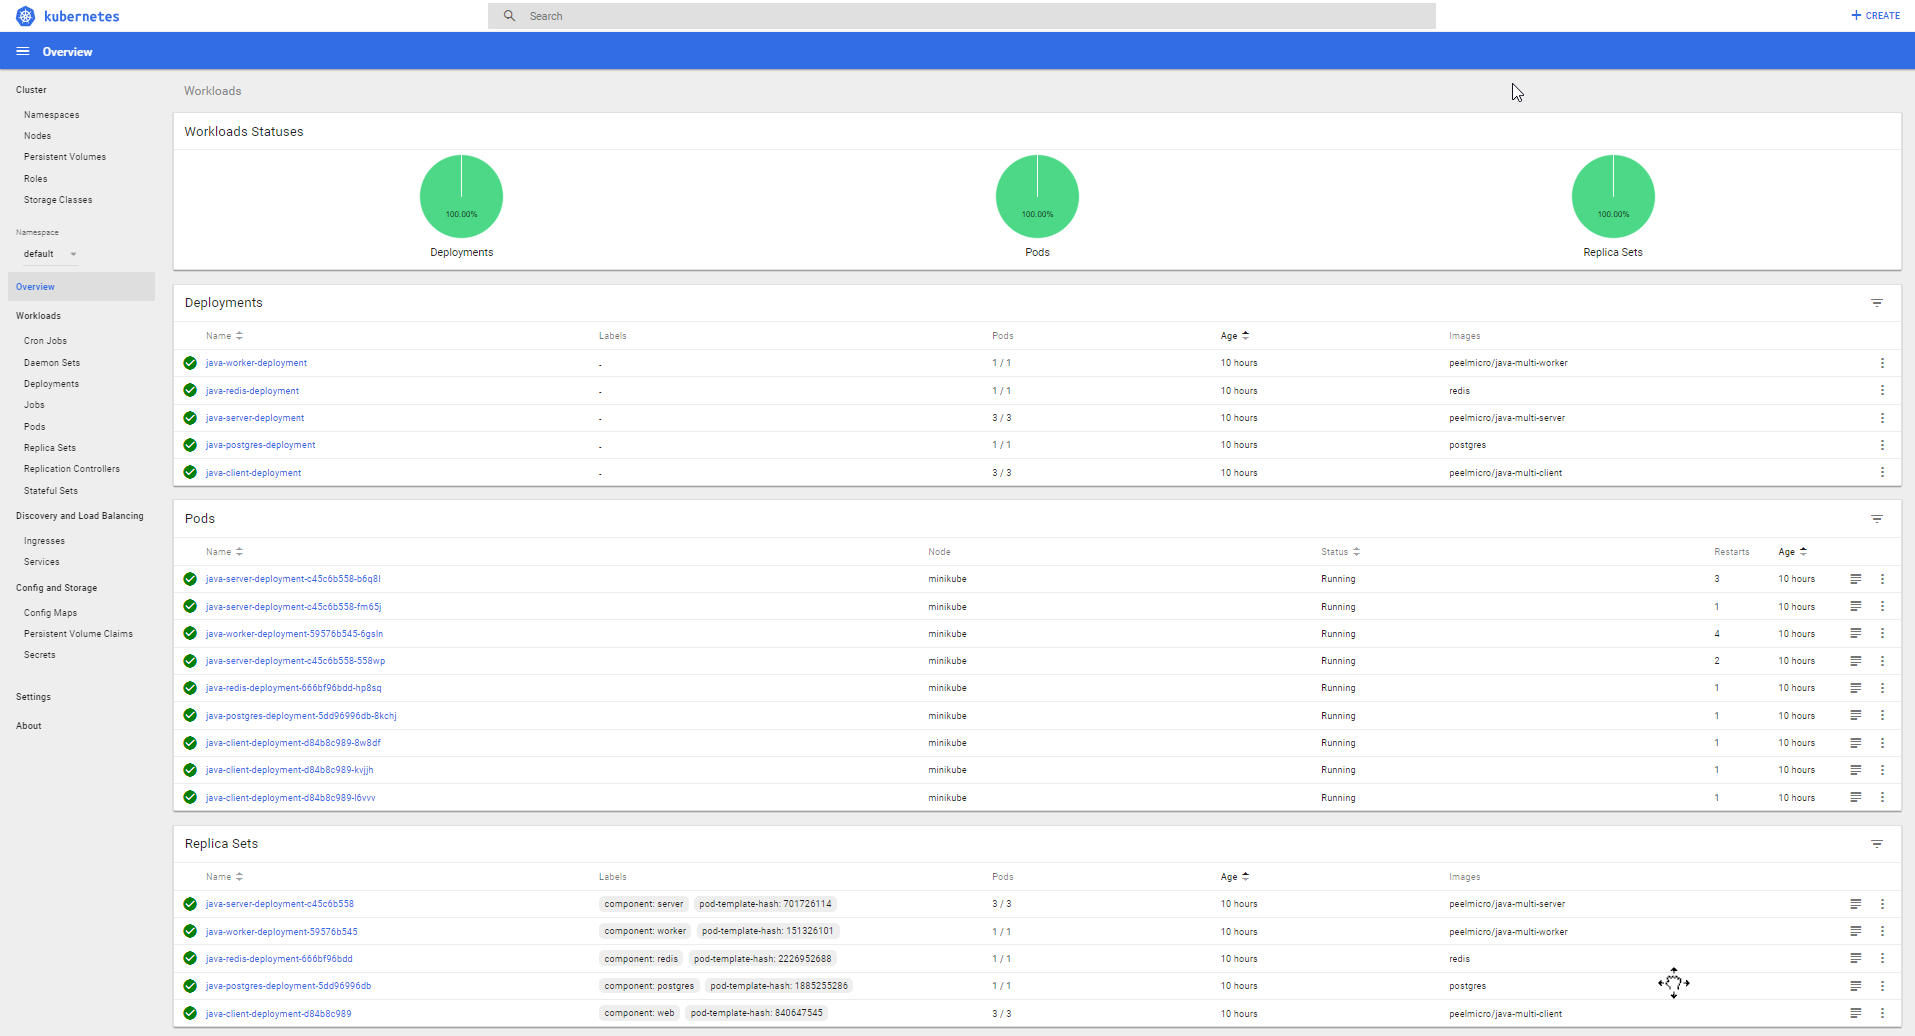 kubernetes
Search
CREATE
Overview
Cluster
Namespaces
Nodes
Persistent Volumes
Roles
Storage Classes
Namespace
default
Overview
Workloads
Cron Jobs
Daemon Sets
Deployments
Jobs
Pods
Replica Sets
Replication Controllers
Stateful Sets
Discovery and Load Balancing
Ingresses
Services
Config and Storage
Config Maps
Persistent Volume Claims
Secrets
Settings
About
Workloads
Workloads Statuses
100.00% 100.00% 100.00%
Deployments Pods Replica Sets
Deployments
Name Labels Pods Age Images
java-worker-deployment - 1 / 1 10 hours peelmicro/java-multi-worker
java-redis-deployment - 1 / 1 10 hours redis
java-server-deployment - 3 / 3 10 hours peelmicro/java-multi-server
java-postgres-deployment - 1 / 1 10 hours postgres
java-client-deployment - 3 / 3 10 hours peelmicro/java-multi-client
Pods
Name Node Status Restarts Age
java-server-deployment-c45c6b558-b6q8l minikube Running 3 10 hours
java-server-deployment-c45c6b558-fm65j minikube Running 1 10 hours
java-worker-deployment-59576b545-6gsln minikube Running 4 10 hours
java-server-deployment-c45c6b558-558wp minikube Running 2 10 hours
java-redis-deployment-666bf96bdd-hp8sq minikube Running 1 10 hours
java-postgres-deployment-5dd96996db-8kchj minikube Running 1 10 hours
java-client-deployment-d84b8c989-8w8df minikube Running 1 10 hours
java-client-deployment-d84b8c989-kvjjh minikube Running 1 10 hours
java-client-deployment-d84b8c989-l6vvv minikube Running 1 10 hours
Replica Sets
Name Labels Pods Age Images
java-server-deployment-c45c6b558 component: server pod-template-hash: 701726114 3 / 3 10 hours peelmicro/java-multi-server
java-worker-deployment-59576b545 component: worker pod-template-hash: 151326101 1 / 1 10 hours peelmicro/java-multi-worker
java-redis-deployment-666bf96bdd component: redis pod-template-hash: 2226952688 1 / 1 10 hours redis
java-postgres-deployment-5dd96996db component: postgres pod-template-hash: 1885255286 1 / 1 10 hours postgres
java-client-deployment-d84b8c989 component: web pod-template-hash: 840647545 3 / 3 10 hours peelmicro/java-multi-client